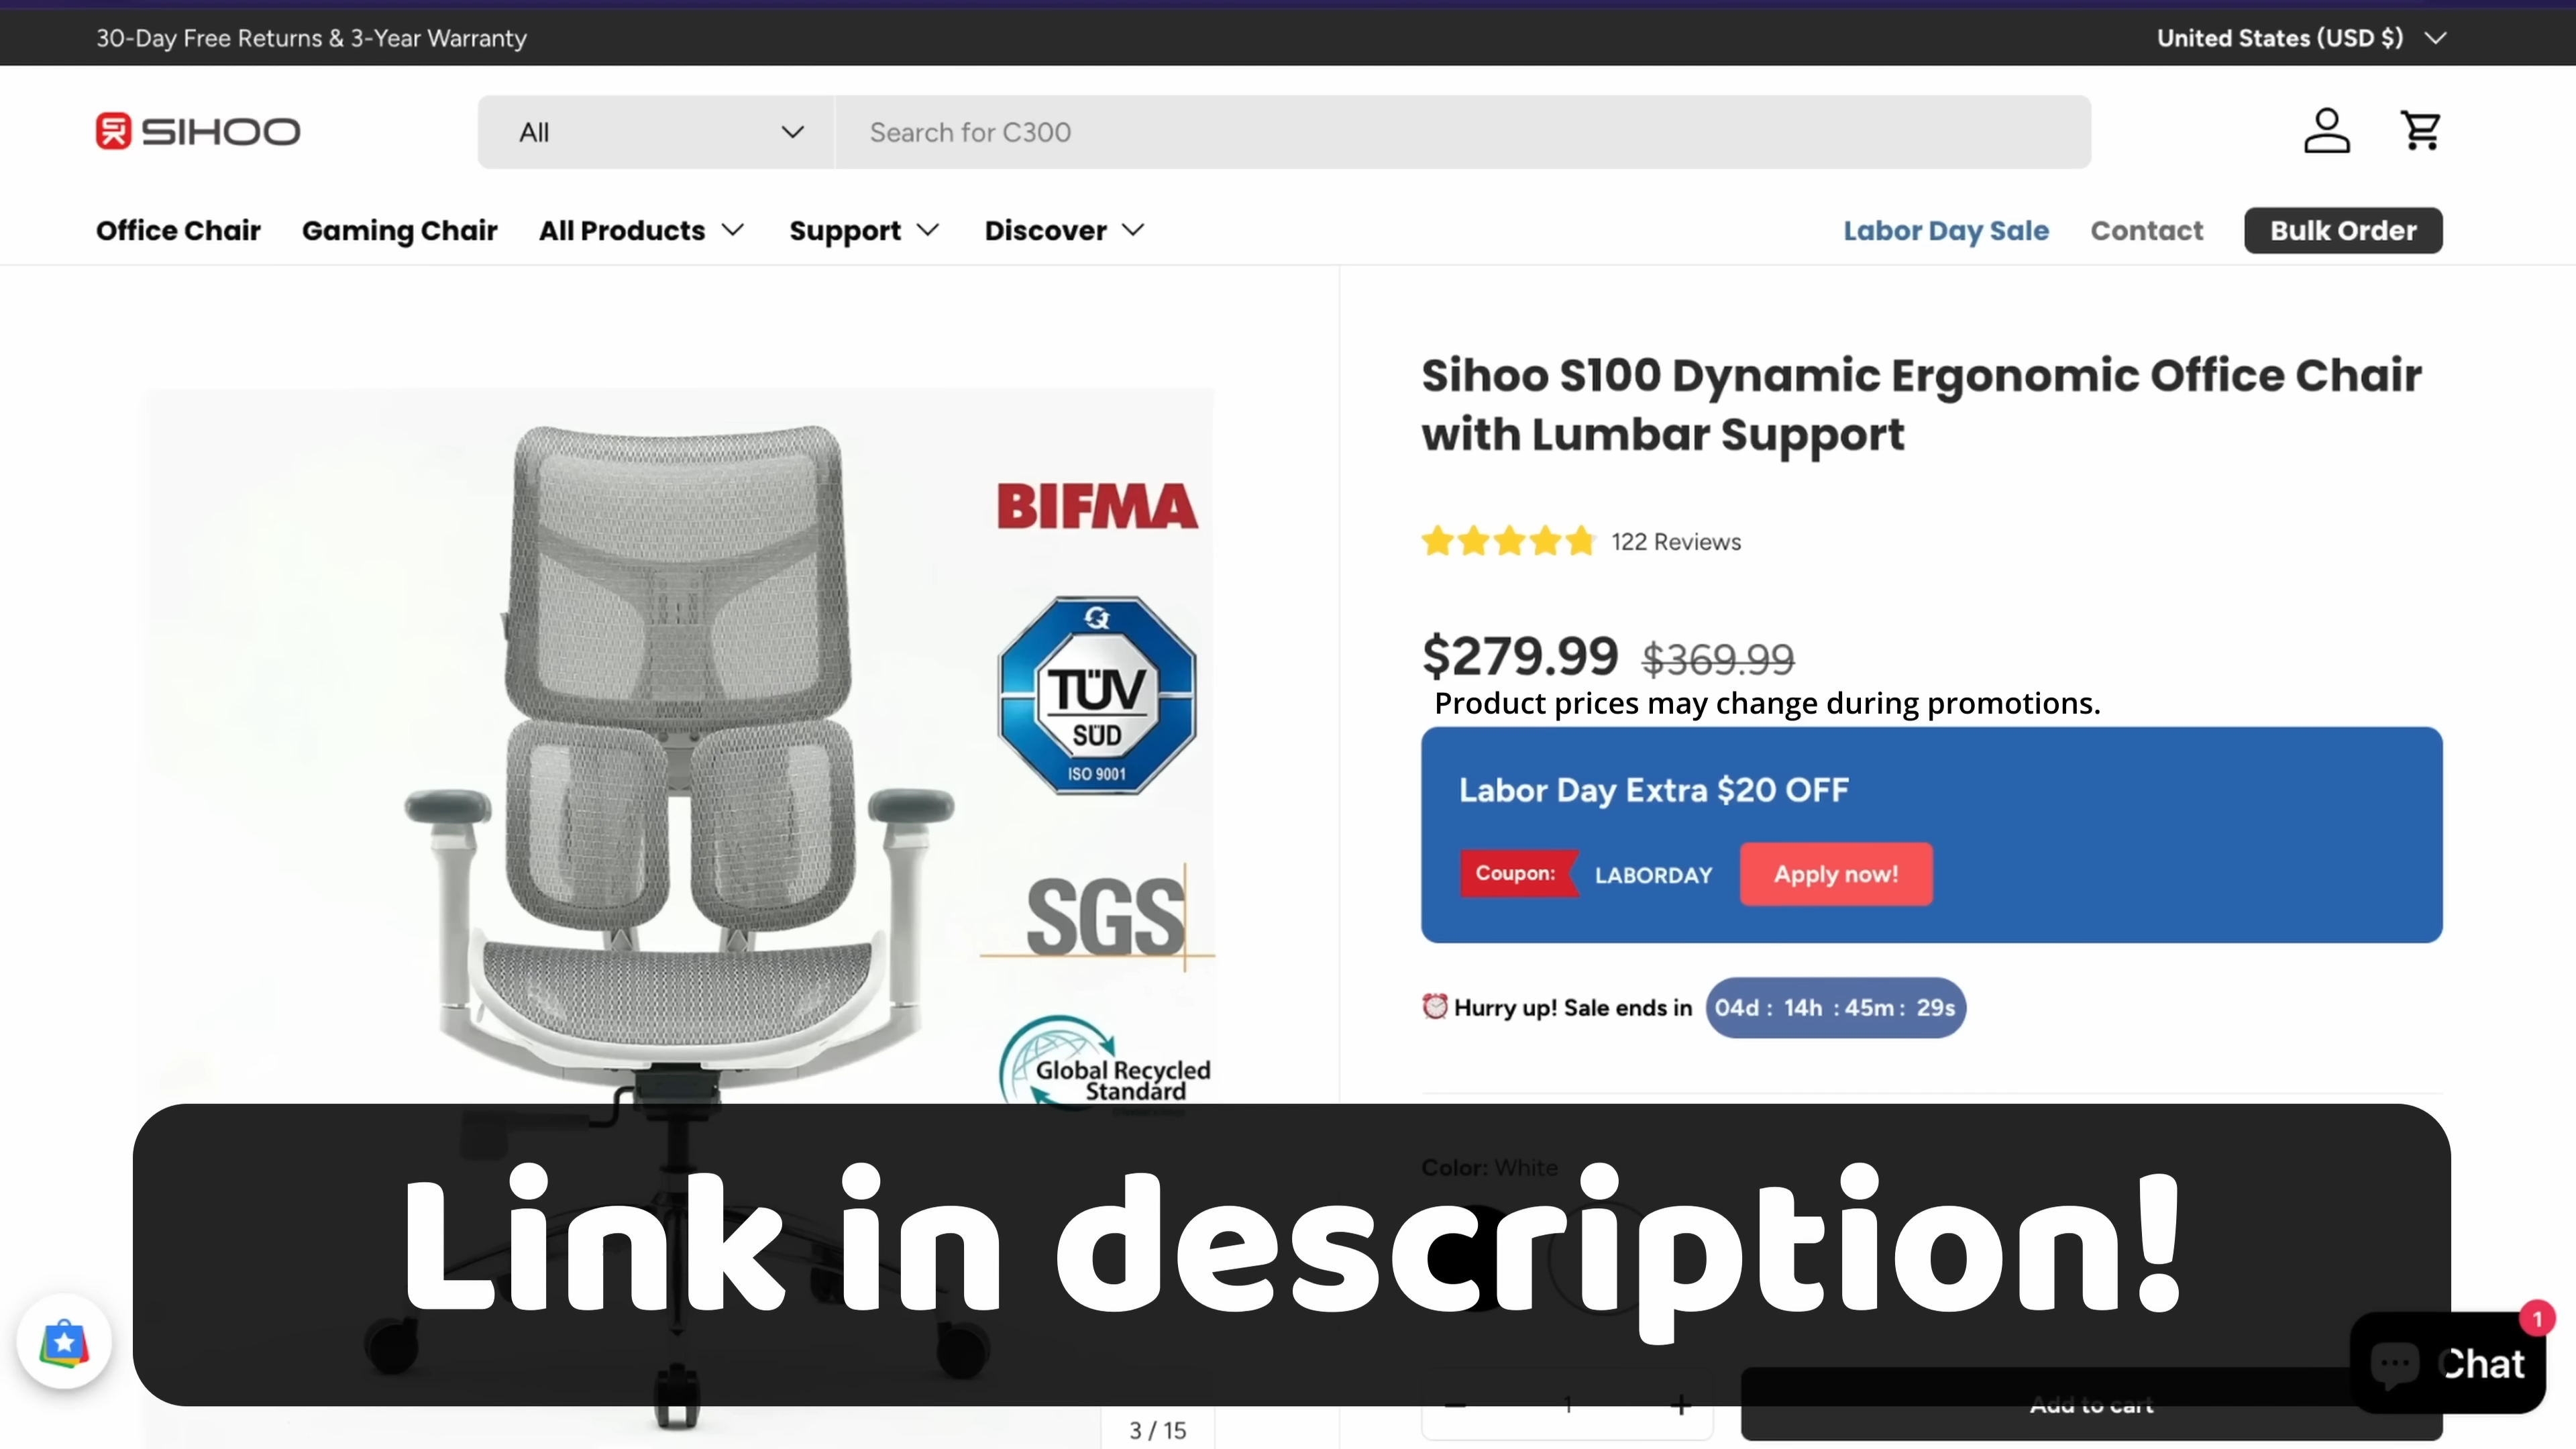 30-Day Free Returns & 3-Year Warranty
United States (USD $)
SIHOO
All
Search for C300
Office Chair
Gaming Chair
All Products
Support
Discover
Labor Day Sale
Contact
Bulk Order
Sihoo S100 Dynamic Ergonomic Office Chair
with Lumbar Support
122 Reviews
$279.99 $369.99
Product prices may change during promotions.
Labor Day Extra $20 OFF
Coupon: LABORDAY Apply now!
Hurry up! Sale ends in 04d : 14h : 45m : 29s
BIFMA
TÜV
SÜD
ISO 9001
SGS
Global Recycled
Standard
Color: White
Link in description!
1
Add to cart
3 / 15
Chat
1